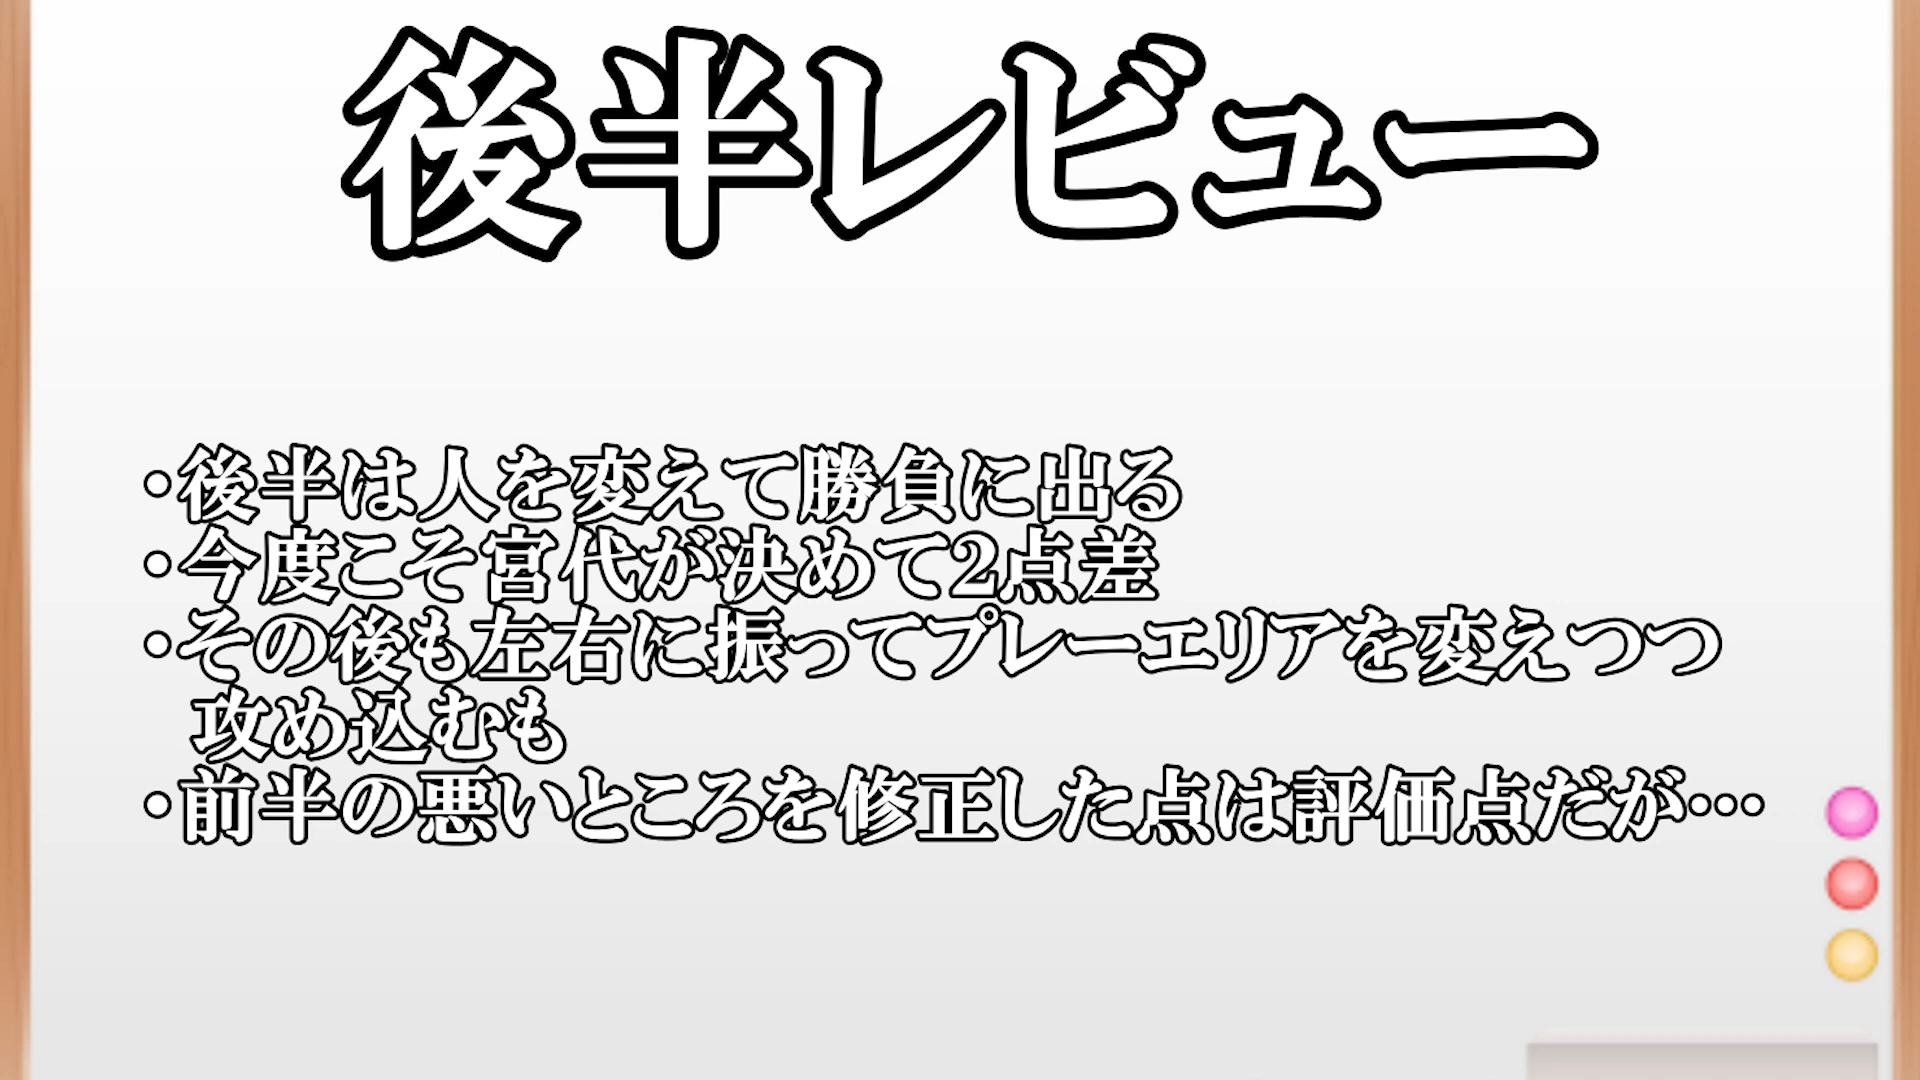 後半レビュー
・後半は人を変えて勝負に出る
・今度こそ宮代が決めて2点差
・その後も左右に振ってプレーエリアを変えつつ
攻め込むも
・前半の悪いところを修正した点は評価点だが…